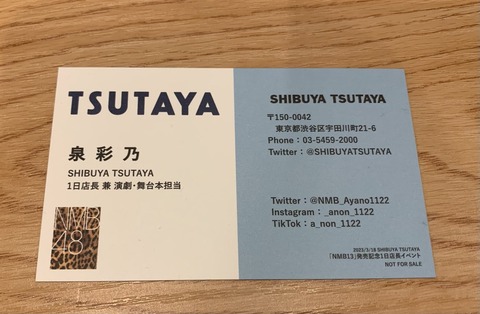 TSUTAYA
泉 彩 乃
SHIBUYA TSUTAYA
1日店長 兼 演劇・舞台本担当
NMB
48
SHIBUYA TSUTAYA
〒150-0042
東京都渋谷区宇田川町21-6
Phone : 03-5459-2000
Twitter : @SHIBUYATSUTAYA
Twitter : @NMB_Ayano1122
Instagram : _anon_1122
TikTok : a_non_1122
2023/3/18 SHIBUYA TSUTAYA
「NMB13」発売記念1日店長イベント
NOT FOR SALE